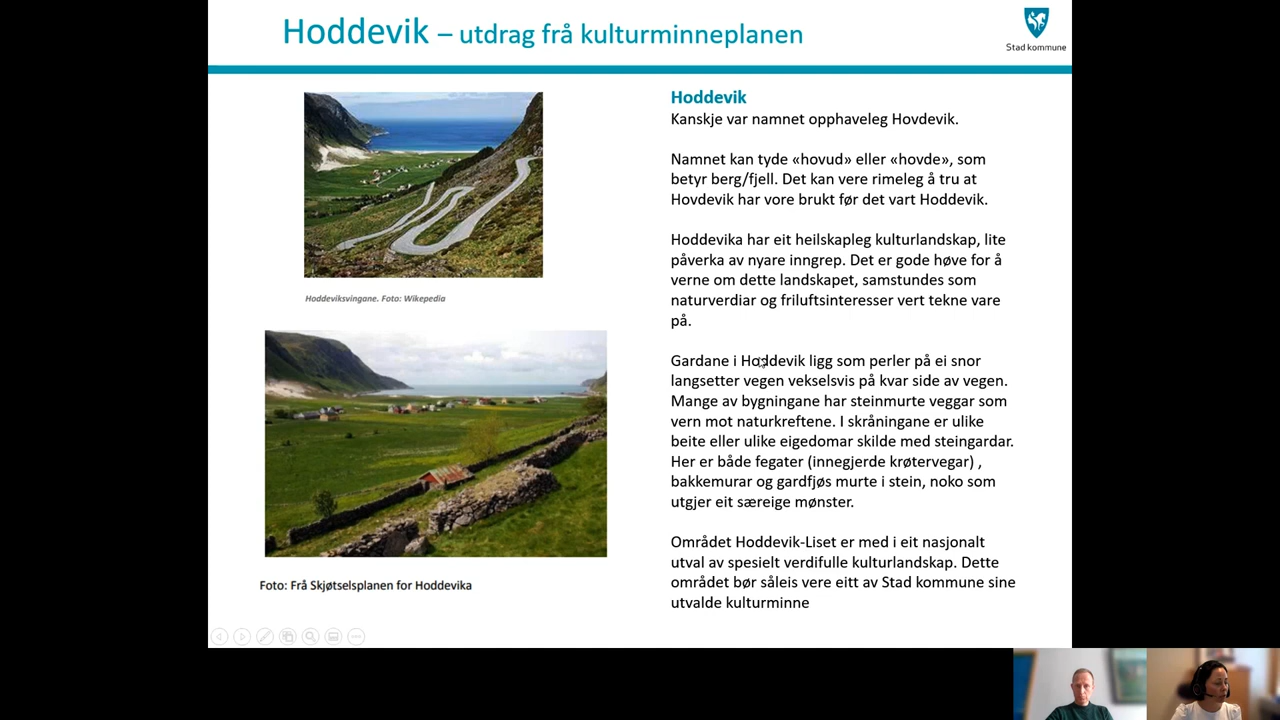 Hoddevik – utdrag frå kulturminneplanen
Stad kommune
Hoddeviksvingane. Foto: Wikepedia
Foto: Frå Skjøtselsplanen for Hoddevika
Hoddevik
Kanskje var namnet opphaveleg Hovdevik.
Namnet kan tyde «hovud» eller «hovde», som
betyr berg/fjell. Det kan vere rimeleg å tru at
Hovdevik har vore brukt før det vart Hoddevik.
Hoddevika har eit heilskapleg kulturlandskap, lite
påverka av nyare inngrep. Det er gode høve for å
verne om dette landskapet, samstundes som
naturverdiar og friluftsinteresser vert tekne vare
på.
Gardane i Hoddevik ligg som perler på ei snor
langsetter vegen vekselsvis på kvar side av vegen.
Mange av bygningane har steinmurte veggar som
vern mot naturkreftene. I skråningane er ulike
beite eller ulike eigedomar skilde med steingardar.
Her er både fegater (innegjerde krøtervegar) ,
bakkemurar og gardfjøs murte i stein, noko som
utgjer eit særeige mønster.
Området Hoddevik-Liset er med i eit nasjonalt
utval av spesielt verdifulle kulturlandskap. Dette
området bør såleis vere eitt av Stad kommune sine
utvalde kulturminne